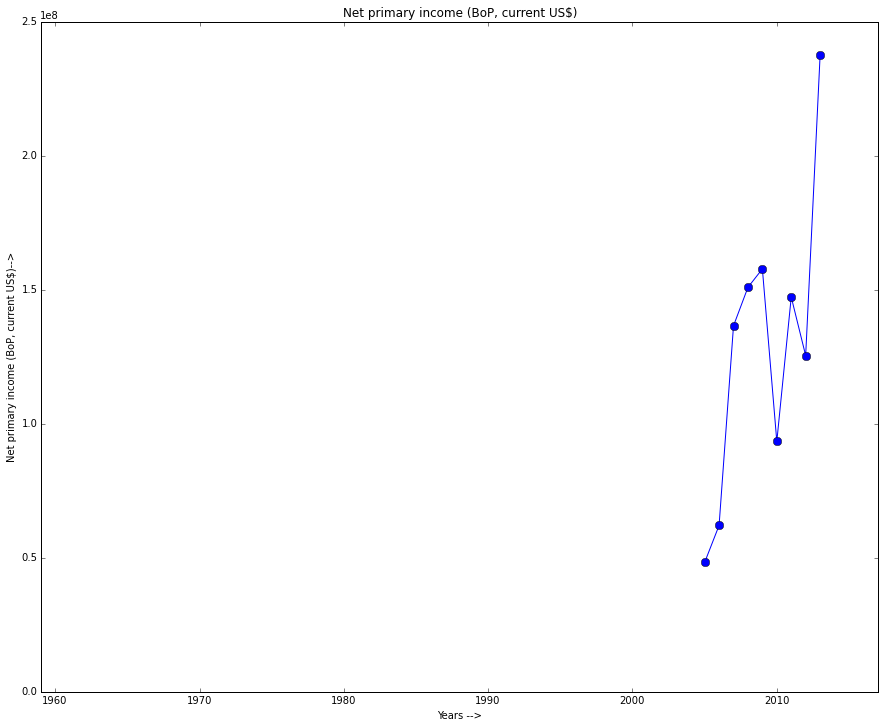 Net primary income (BoP, current US$)
1e8
2.5
2.0
1.5
1.0
0.5
0.0
Net primary income (BoP, current US$)-->
1960 1970 1980 1990 2000 2010
Years -->